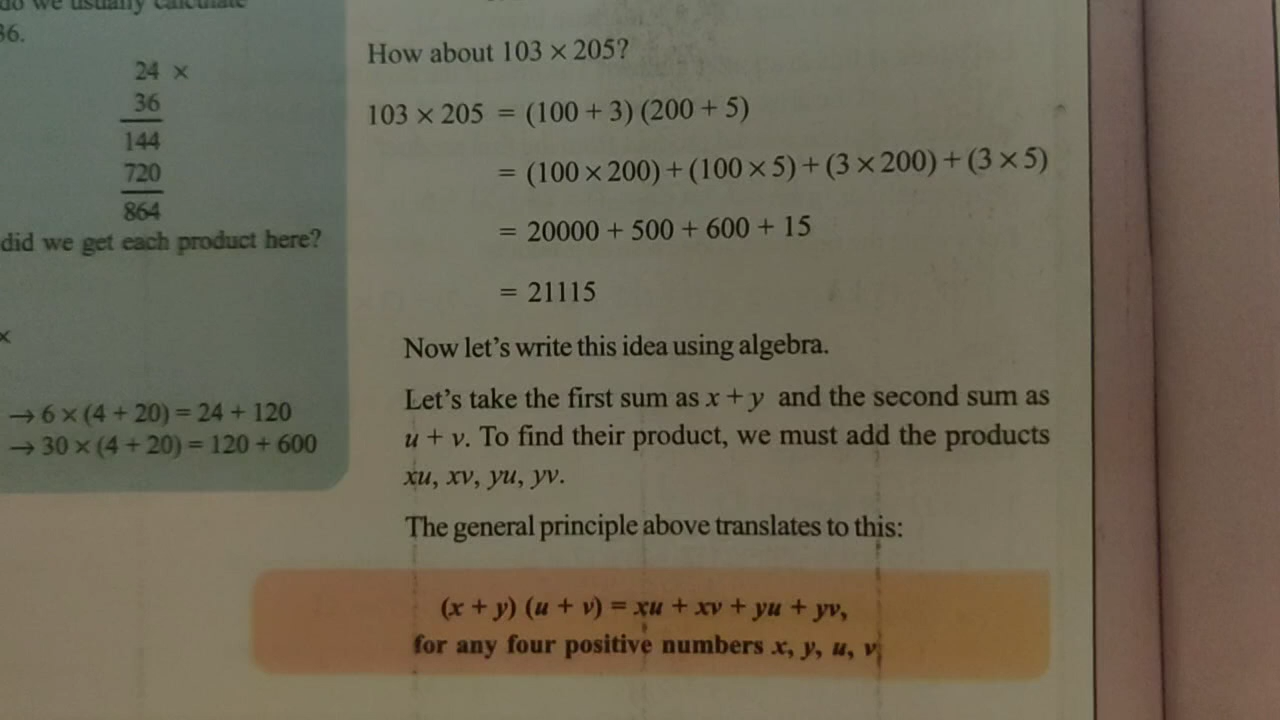 do we usually calculate
36.
24 ×
36
144
720
864
did we get each product here?
×
→ 6 × (4 + 20) = 24 + 120
→ 30 × (4 + 20) = 120 + 600
How about 103 × 205?
103 × 205 = (100 + 3) (200 + 5)
= (100 × 200) + (100 × 5) + (3 × 200) + (3 × 5)
= 20000 + 500 + 600 + 15
= 21115
Now let's write this idea using algebra.
Let's take the first sum as x + y and the second sum as
u + v. To find their product, we must add the products
xu, xv, yu, yv.
The general principle above translates to this:
(x + y) (u + v) = xu + xv + yu + yv,
for any four positive numbers x, y, u, v